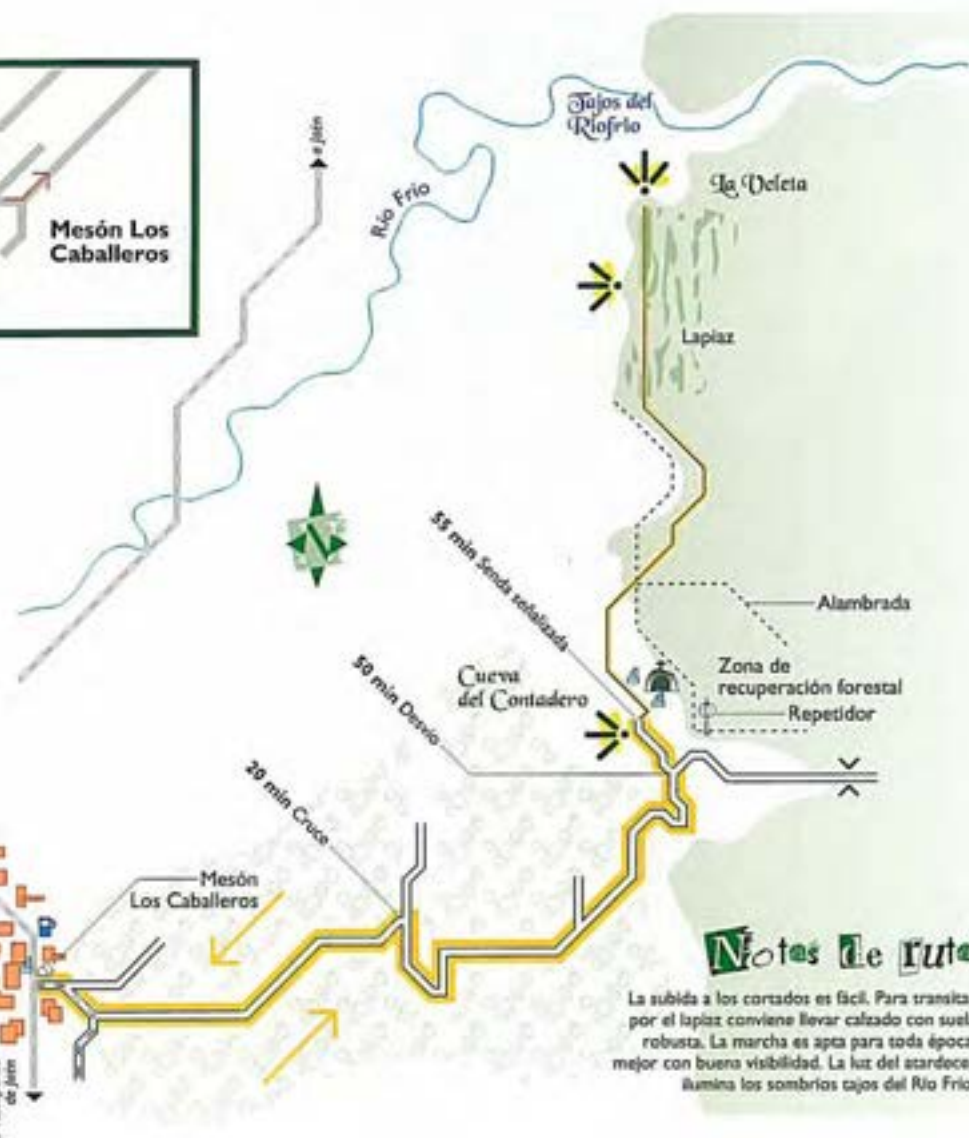 Mesón Los
Caballeros
a Jaén
Tajos del
Riofrío
Río Frío
La Veleta
Lapiaz
N
55 min Senda señalizada
50 min Desvío
20 min Cruce
Cueva
del Contadero
Alambrada
Zona de
recuperación forestal
Repetidor
Mesón
Los Caballeros
de Jaén
Notas de ruta
La subida a los cortados es fácil. Para transita
por el lapiaz conviene llevar calzado con suel
robusta. La marcha es apta para toda época
mejor con buena visibilidad. La luz del atardece
ilumina los sombríos tajos del Río Frío